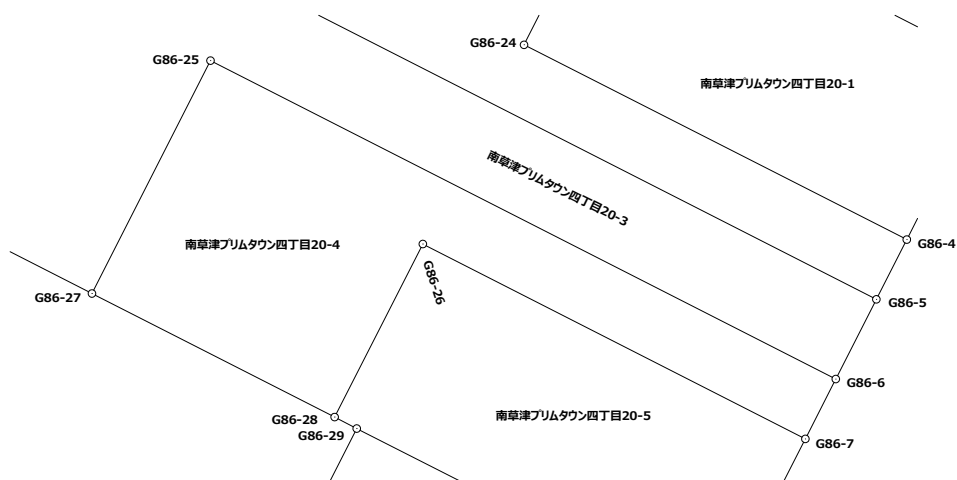 G86-24
G86-25
南草津プリムタウン四丁目20-1
南草津プリムタウン四丁目20-3
南草津プリムタウン四丁目20-4
G86-4
G86-26
G86-27
G86-5
G86-6
南草津プリムタウン四丁目20-5
G86-28
G86-29
G86-7